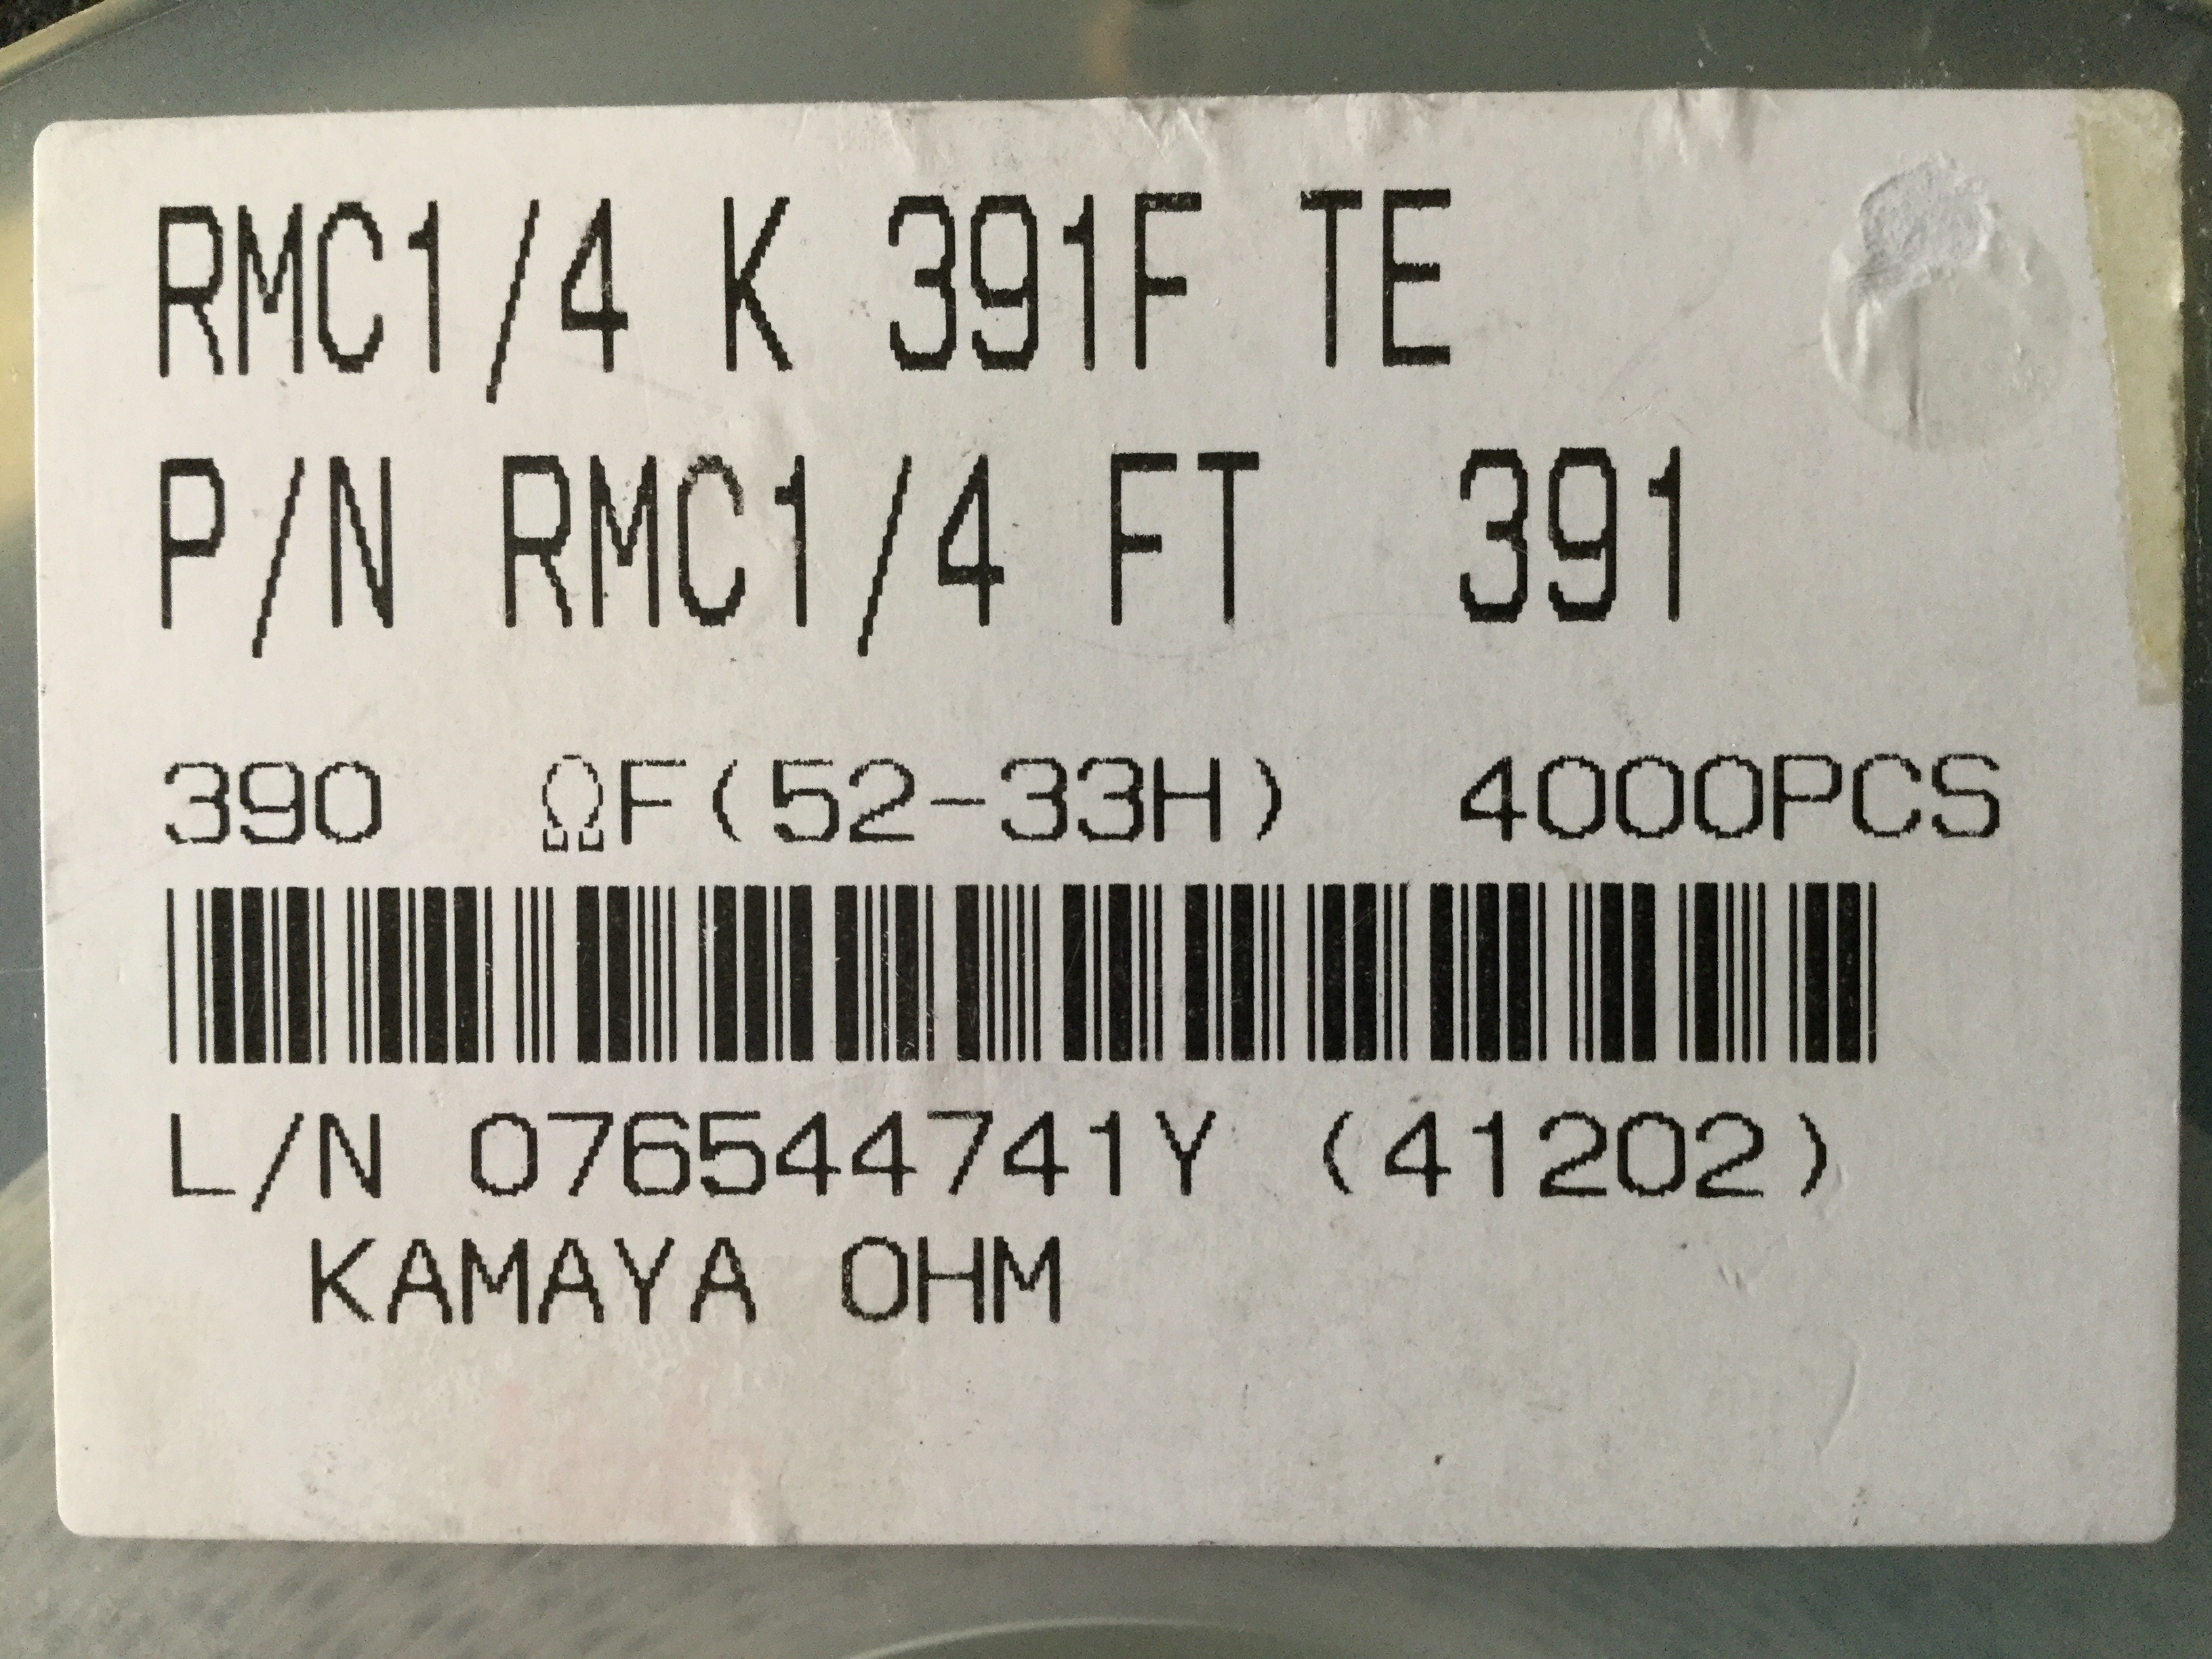 RMC1/4 K 391F TE
P/N RMC1/4 FT 391
390 ΩF(52-33H) 4000PCS
L/N 076544741Y (41202)
KAMAYA OHM